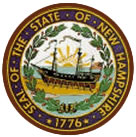 SEAL OF THE STATE OF NEW HAMPSHIRE
• 1776 •